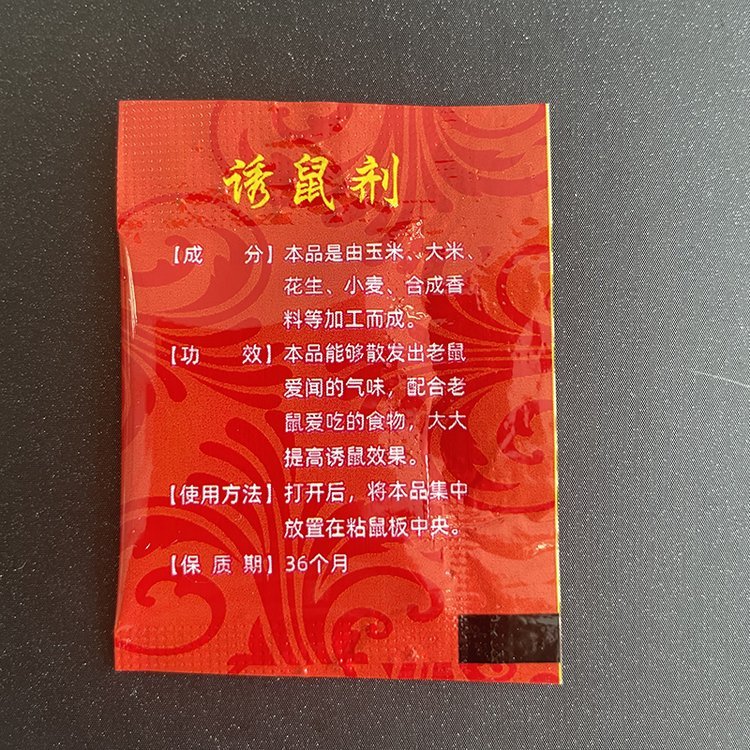 诱鼠剂
【成 分】本品是由玉米、大米、
花生、小麦、合成香
料等加工而成。
【功 效】本品能够散发出老鼠
爱闻的气味，配合老
鼠爱吃的食物，大大
提高诱鼠效果。
【使用方法】打开后，将本品集中
放置在粘鼠板中央。
【保 质 期】36个月